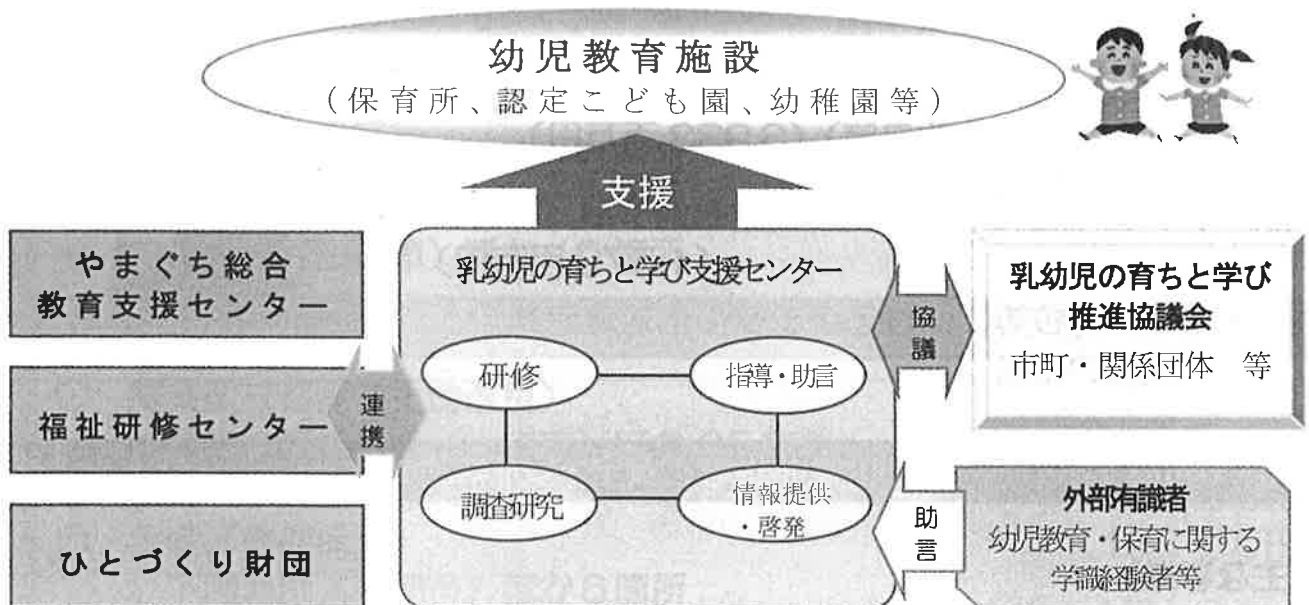 幼児教育施設
(保育所、認定こども園、幼稚園等)
支援
やまぐち総合
教育支援センター
福祉研修センター
ひとづくり財団
連携
乳幼児の育ちと学び支援センター
研修
指導・助言
調査研究
情報提供
・啓発
協議
乳幼児の育ちと学び
推進協議会
市町・関係団体 等
助言
外部有識者
幼児教育・保育に関する
学識経験者等